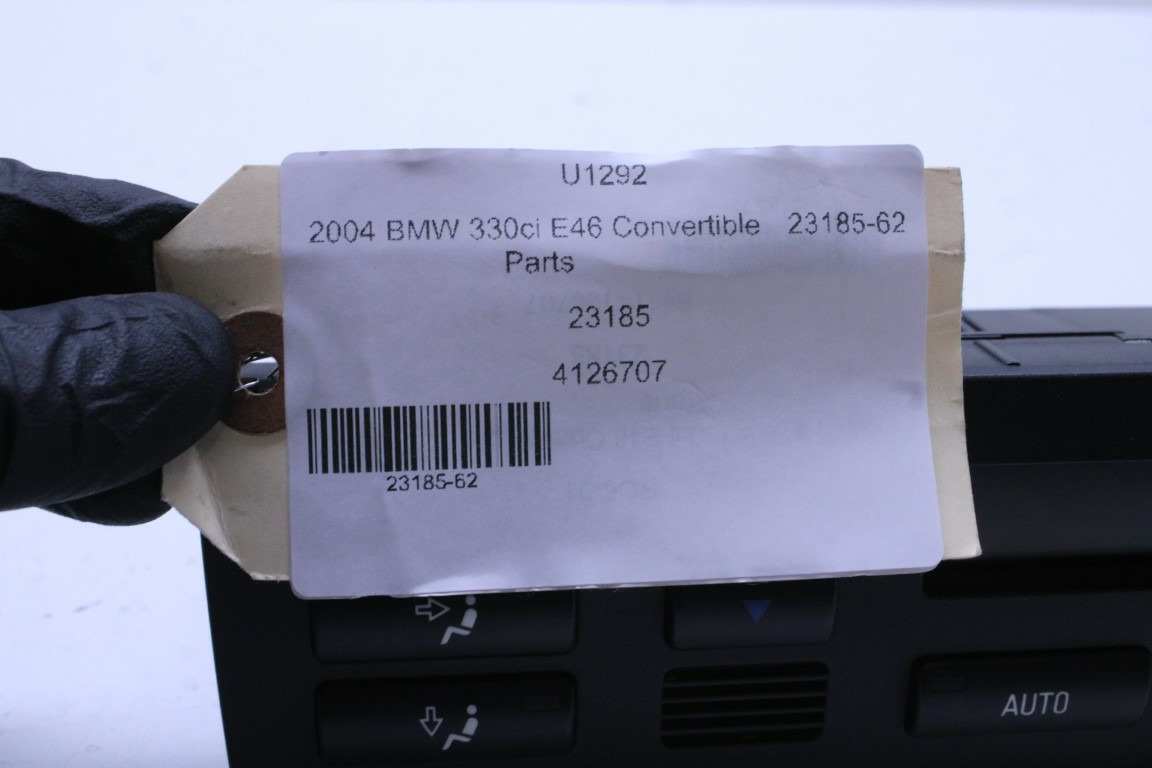 U1292
2004 BMW 330ci E46 Convertible 23185-62
Parts
23185
4126707
23185-62
AUTO